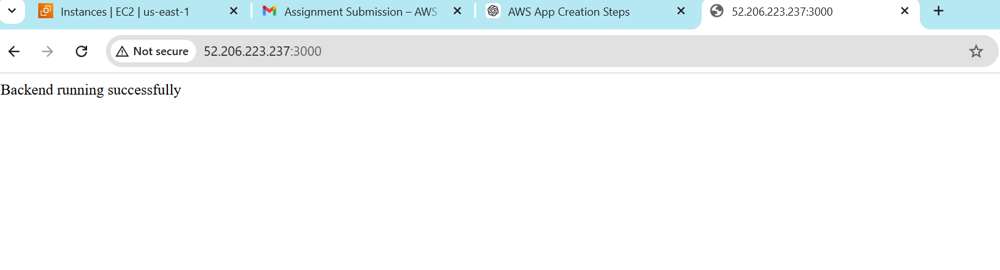 Instances | EC2 | us-east-1
Assignment Submission – AWS
AWS App Creation Steps
52.206.223.237:3000
Not secure
52.206.223.237:3000
Backend running successfully